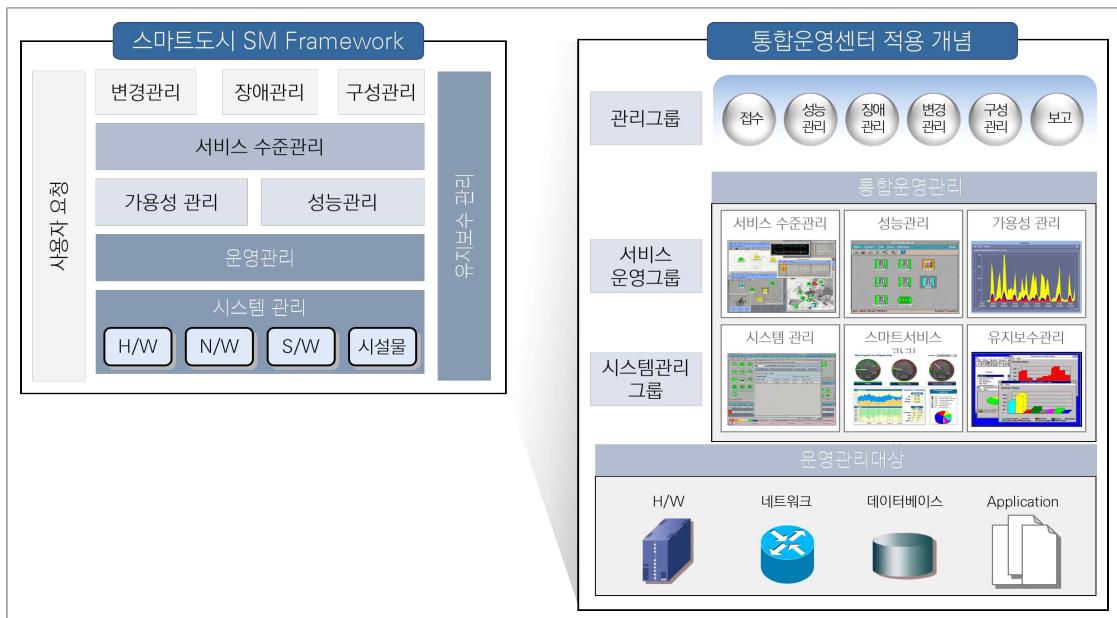 스마트도시 SM Framework
사용자 요청
변경관리
장애관리
구성관리
서비스 수준관리
가용성 관리
성능관리
운영관리
시스템 관리
H/W
N/W
S/W
시설물
유지보수 관리
통합운영센터 적용 개념
관리그룹
접수
성능
관리
장애
관리
변경
관리
구성
관리
보고
통합운영관리
서비스
운영그룹
서비스 수준관리
성능관리
가용성 관리
시스템관리
그룹
시스템 관리
스마트서비스
관리
유지보수관리
운영관리대상
H/W
네트워크
데이터베이스
Application